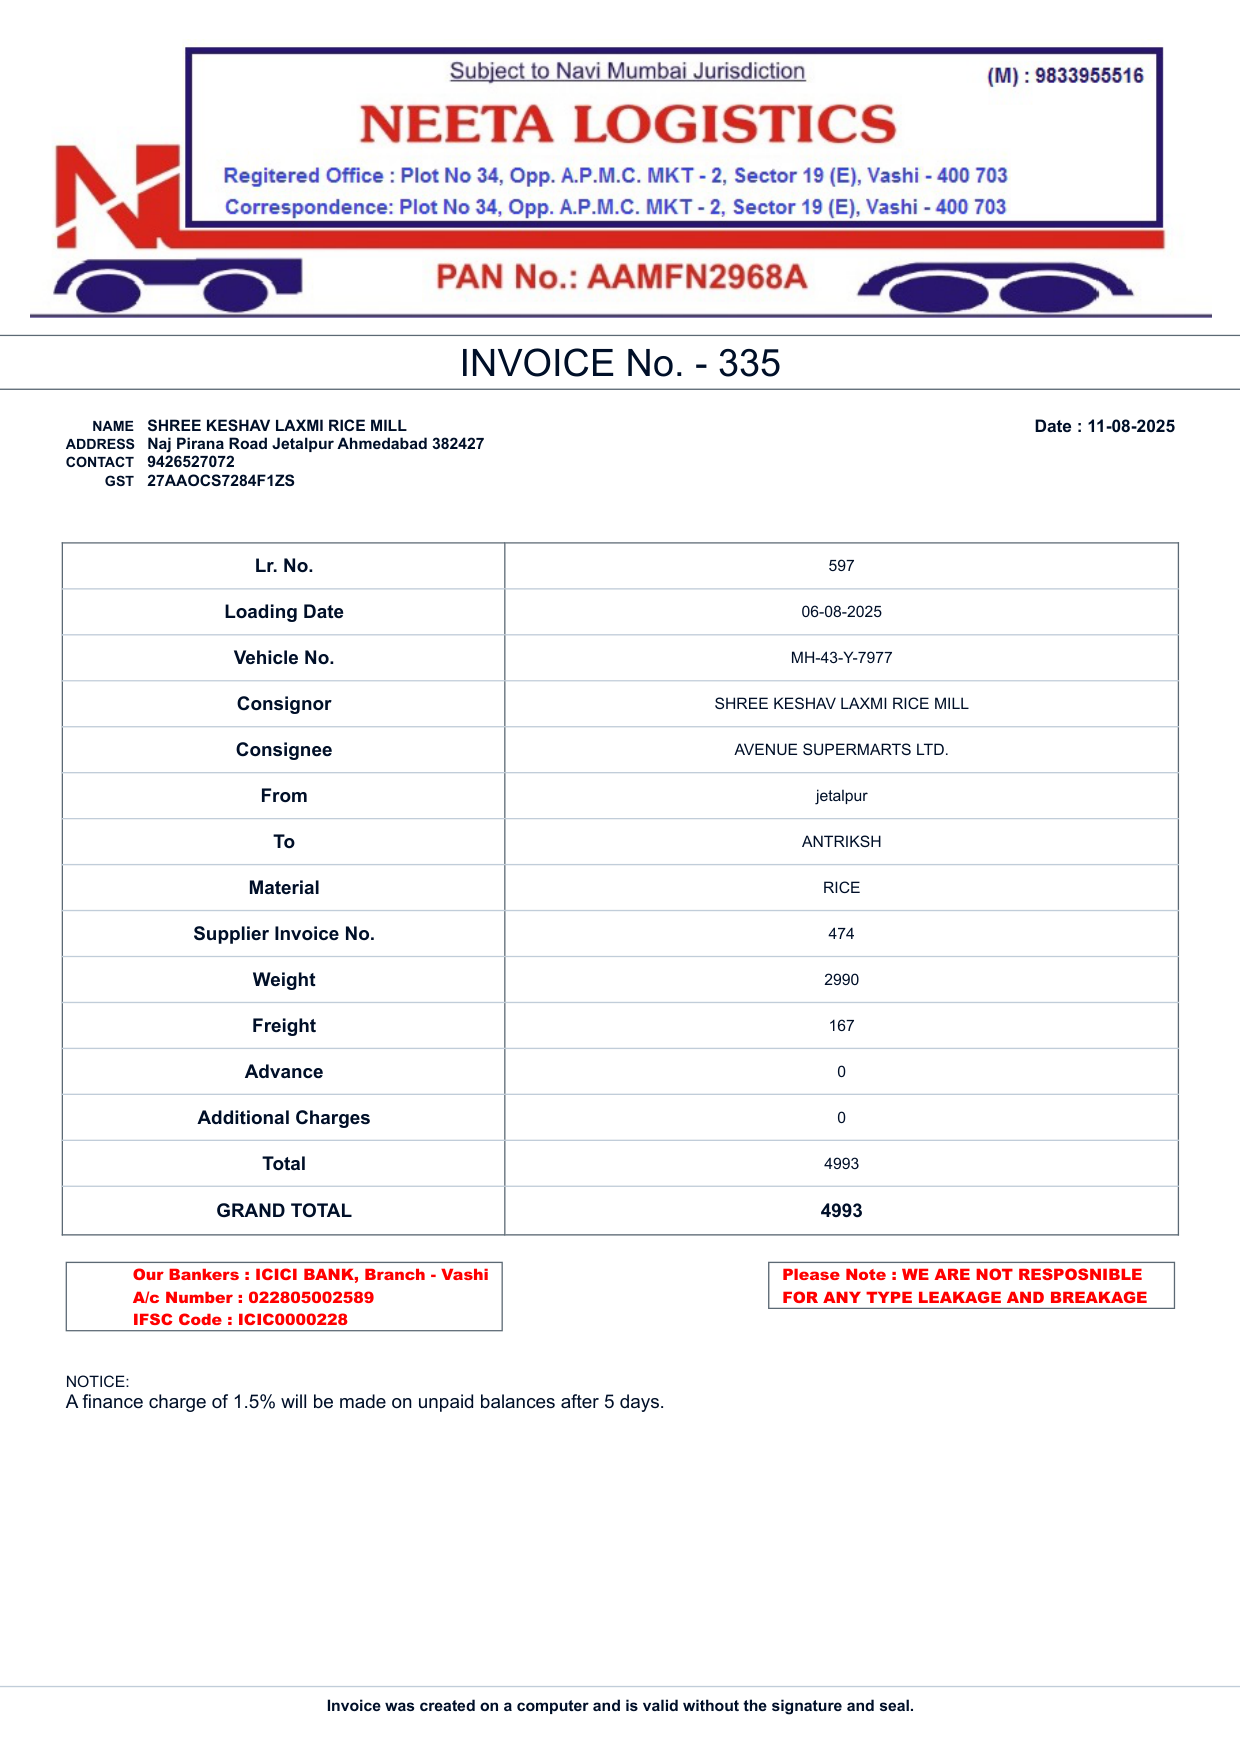 Subject to Navi Mumbai Jurisdiction
(M) : 9833955516
NEETA LOGISTICS
Regitered Office : Plot No 34, Opp. A.P.M.C. MKT - 2, Sector 19 (E), Vashi - 400 703
Correspondence: Plot No 34, Opp. A.P.M.C. MKT - 2, Sector 19 (E), Vashi - 400 703
NL
PAN No.: AAMFN2968A
INVOICE No. - 335
NAME SHREE KESHAV LAXMI RICE MILL
Date : 11-08-2025
ADDRESS Naj Pirana Road Jetalpur Ahmedabad 382427
CONTACT 9426527072
GST 27AAOCS7284F1ZS
Lr. No. 597
Loading Date 06-08-2025
Vehicle No. MH-43-Y-7977
Consignor SHREE KESHAV LAXMI RICE MILL
Consignee AVENUE SUPERMARTS LTD.
From jetalpur
To ANTRIKSH
Material RICE
Supplier Invoice No. 474
Weight 2990
Freight 167
Advance 0
Additional Charges 0
Total 4993
GRAND TOTAL 4993
Our Bankers : ICICI BANK, Branch - Vashi
A/c Number : 022805002589
IFSC Code : ICIC0000228
Please Note : WE ARE NOT RESPOSNIBLE
FOR ANY TYPE LEAKAGE AND BREAKAGE
NOTICE:
A finance charge of 1.5% will be made on unpaid balances after 5 days.
Invoice was created on a computer and is valid without the signature and seal.